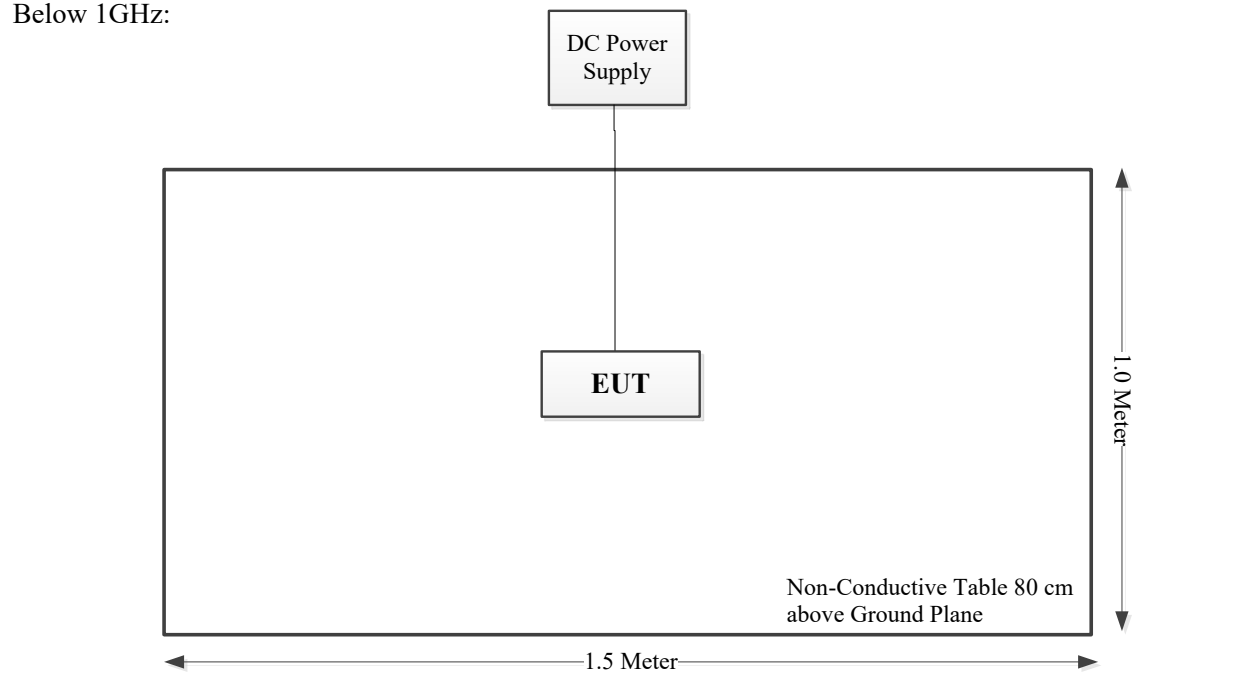 Below 1GHz:
DC Power
Supply
EUT
1.0 Meter
Non-Conductive Table 80 cm
above Ground Plane
1.5 Meter